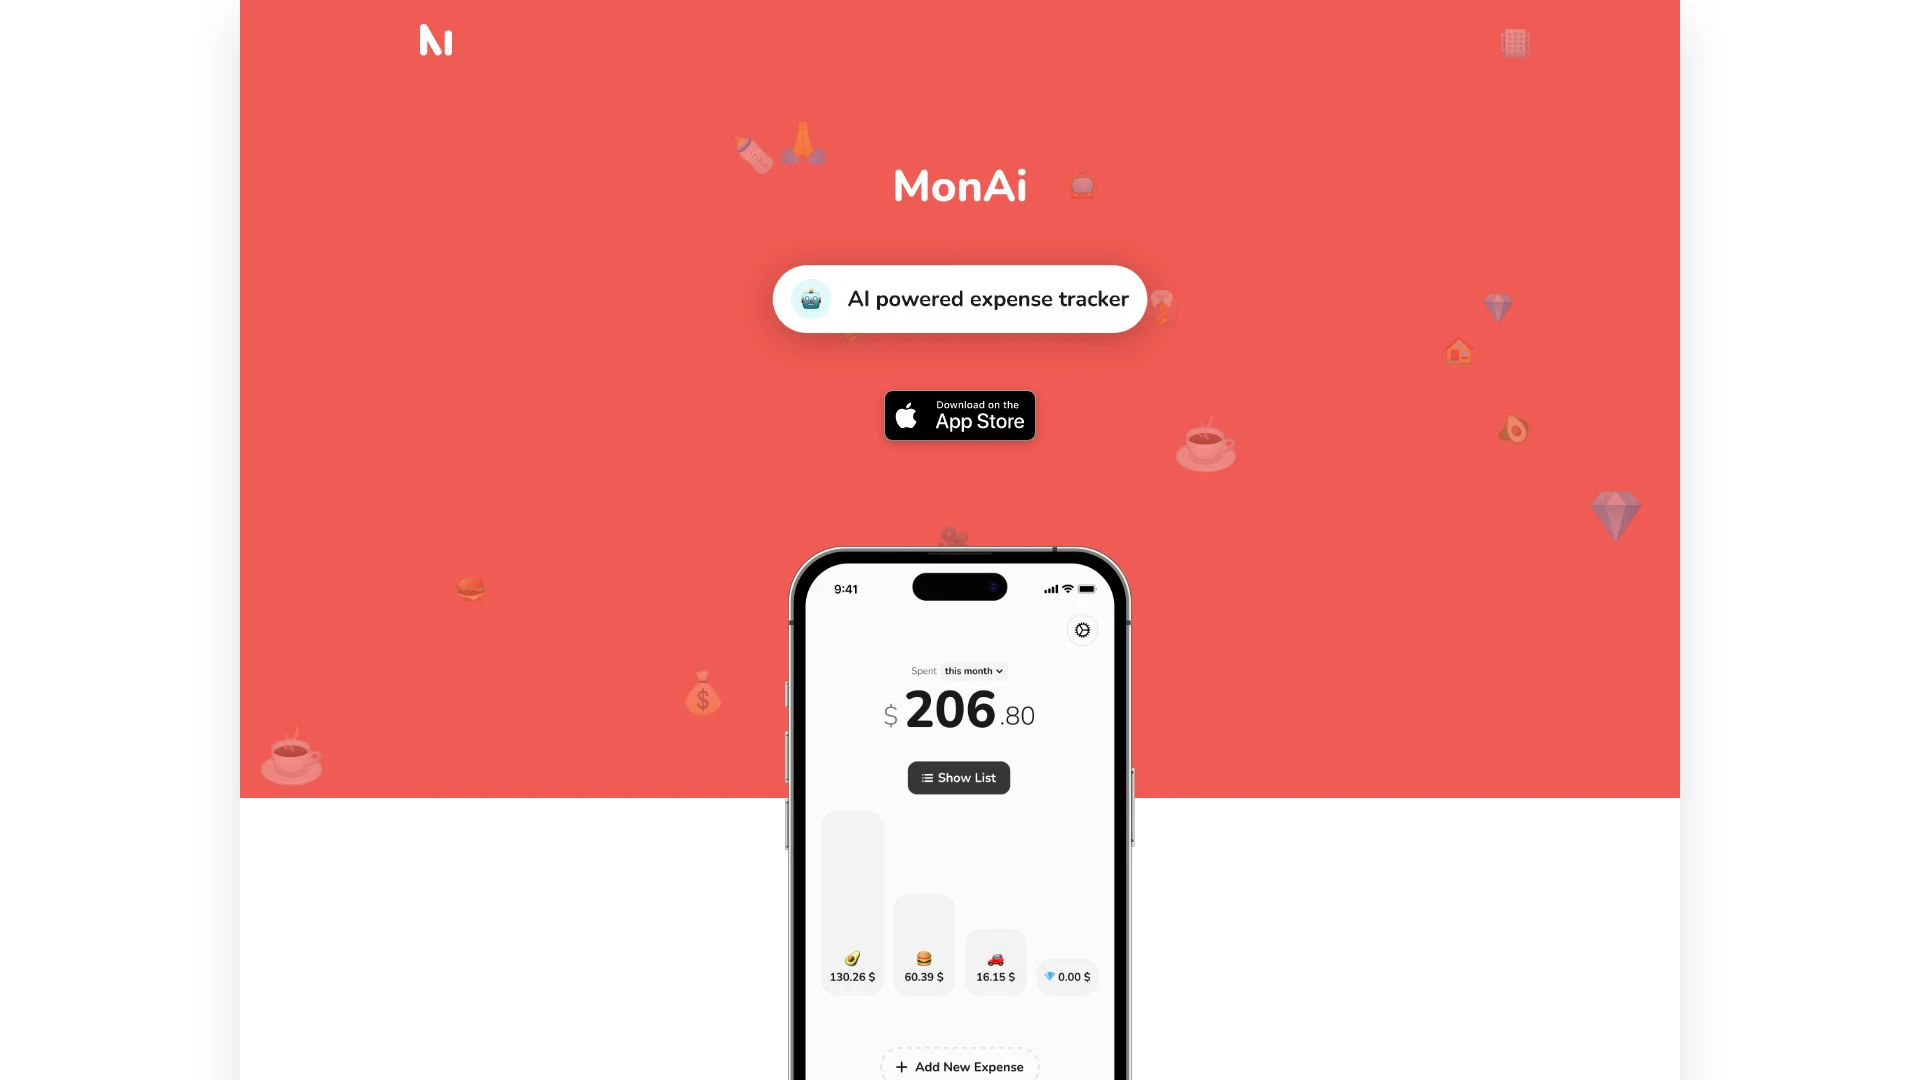 MonAi
AI powered expense tracker
Download on the
App Store
9:41
Spent this month
$ 206.80
Show List
130.26 $
60.39 $
16.15 $
0.00 $
+ Add New Expense